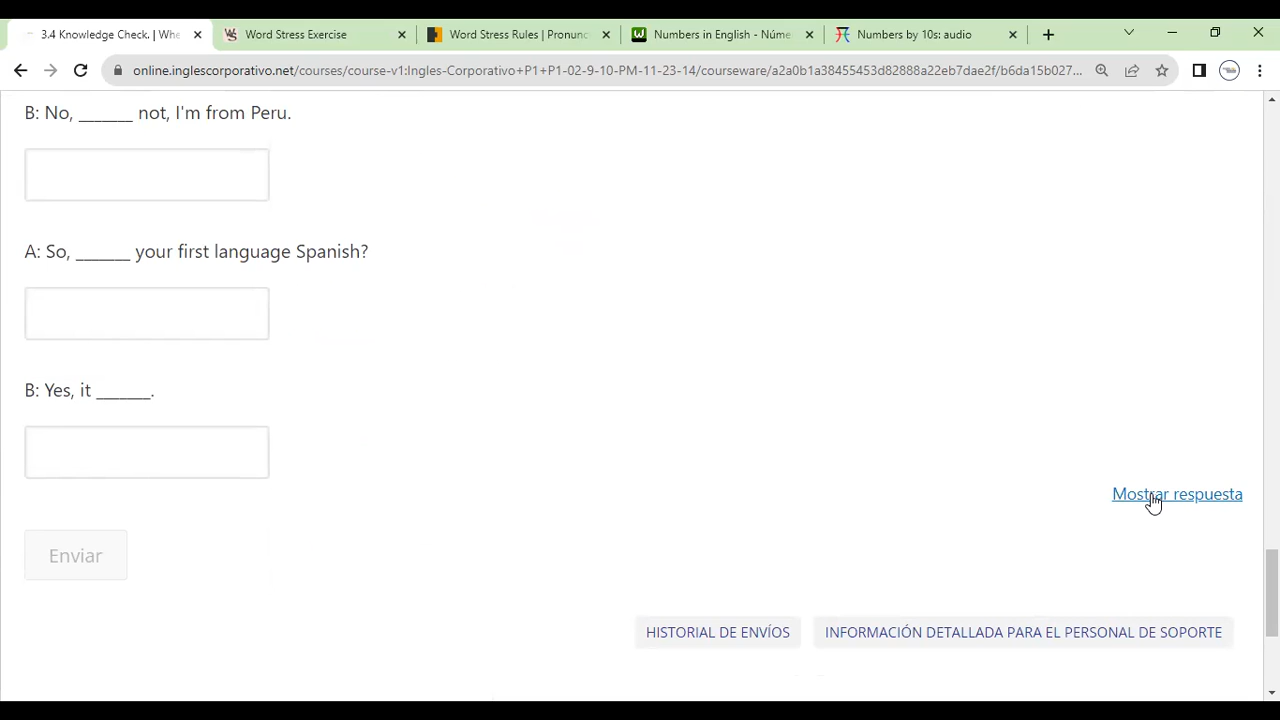 3.4 Knowledge Check. | Whe
Word Stress Exercise
Word Stress Rules | Pronunc
Numbers in English - Núme
Numbers by 10s: audio
online.inglescorporativo.net/courses/course-v1:Ingles-Corporativo+P1+P1-02-9-10-PM-11-23-14/courseware/a2a0b1a38455453d82888a22eb7dae2f/b6da15b027...
B: No, _______ not, I'm from Peru.
A: So, _______ your first language Spanish?
B: Yes, it _______.
Mostrar respuesta
Enviar
HISTORIAL DE ENVÍOS
INFORMACIÓN DETALLADA PARA EL PERSONAL DE SOPORTE